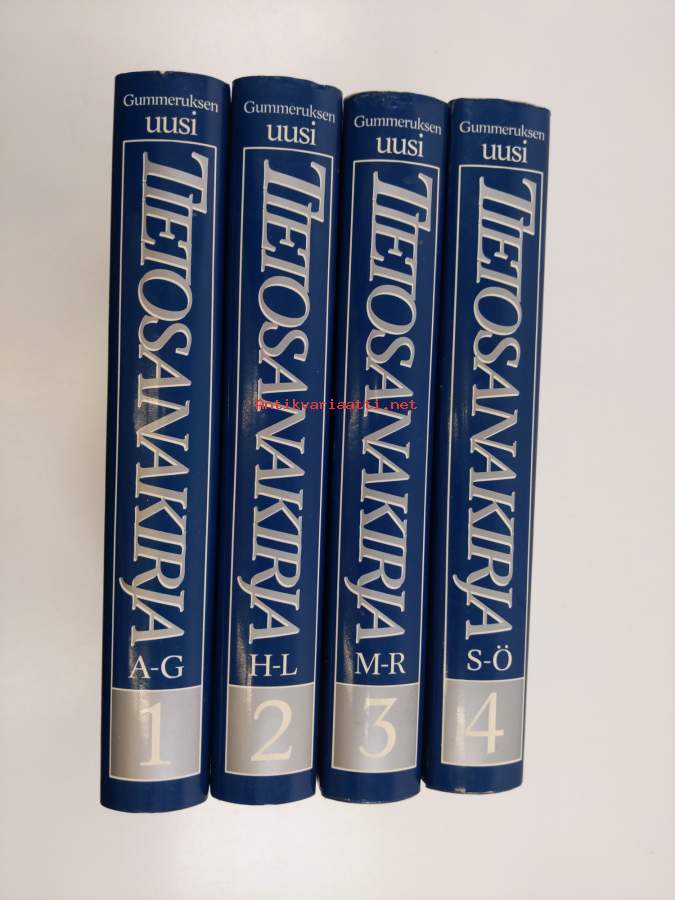 Gummeruksen
uusi
TIETOSANAKIRJA
A-G
1
Gummeruksen
uusi
TIETOSANAKIRJA
H-L
2
Gummeruksen
uusi
TIETOSANAKIRJA
M-R
3
Gummeruksen
uusi
TIETOSANAKIRJA
S-Ö
4
Antikvariaatti.net